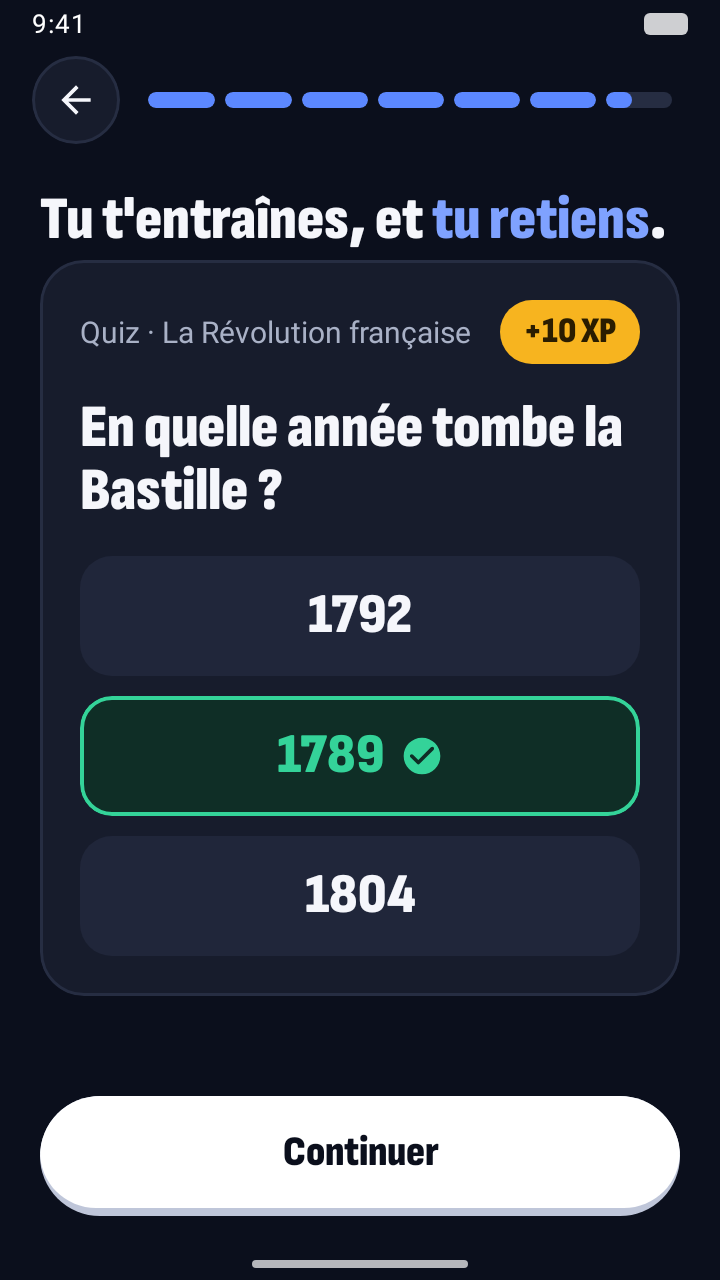 9:41
Tu t'entraînes, et tu retiens.
Quiz · La Révolution française
+10 XP
En quelle année tombe la
Bastille ?
1792
1789
1804
Continuer